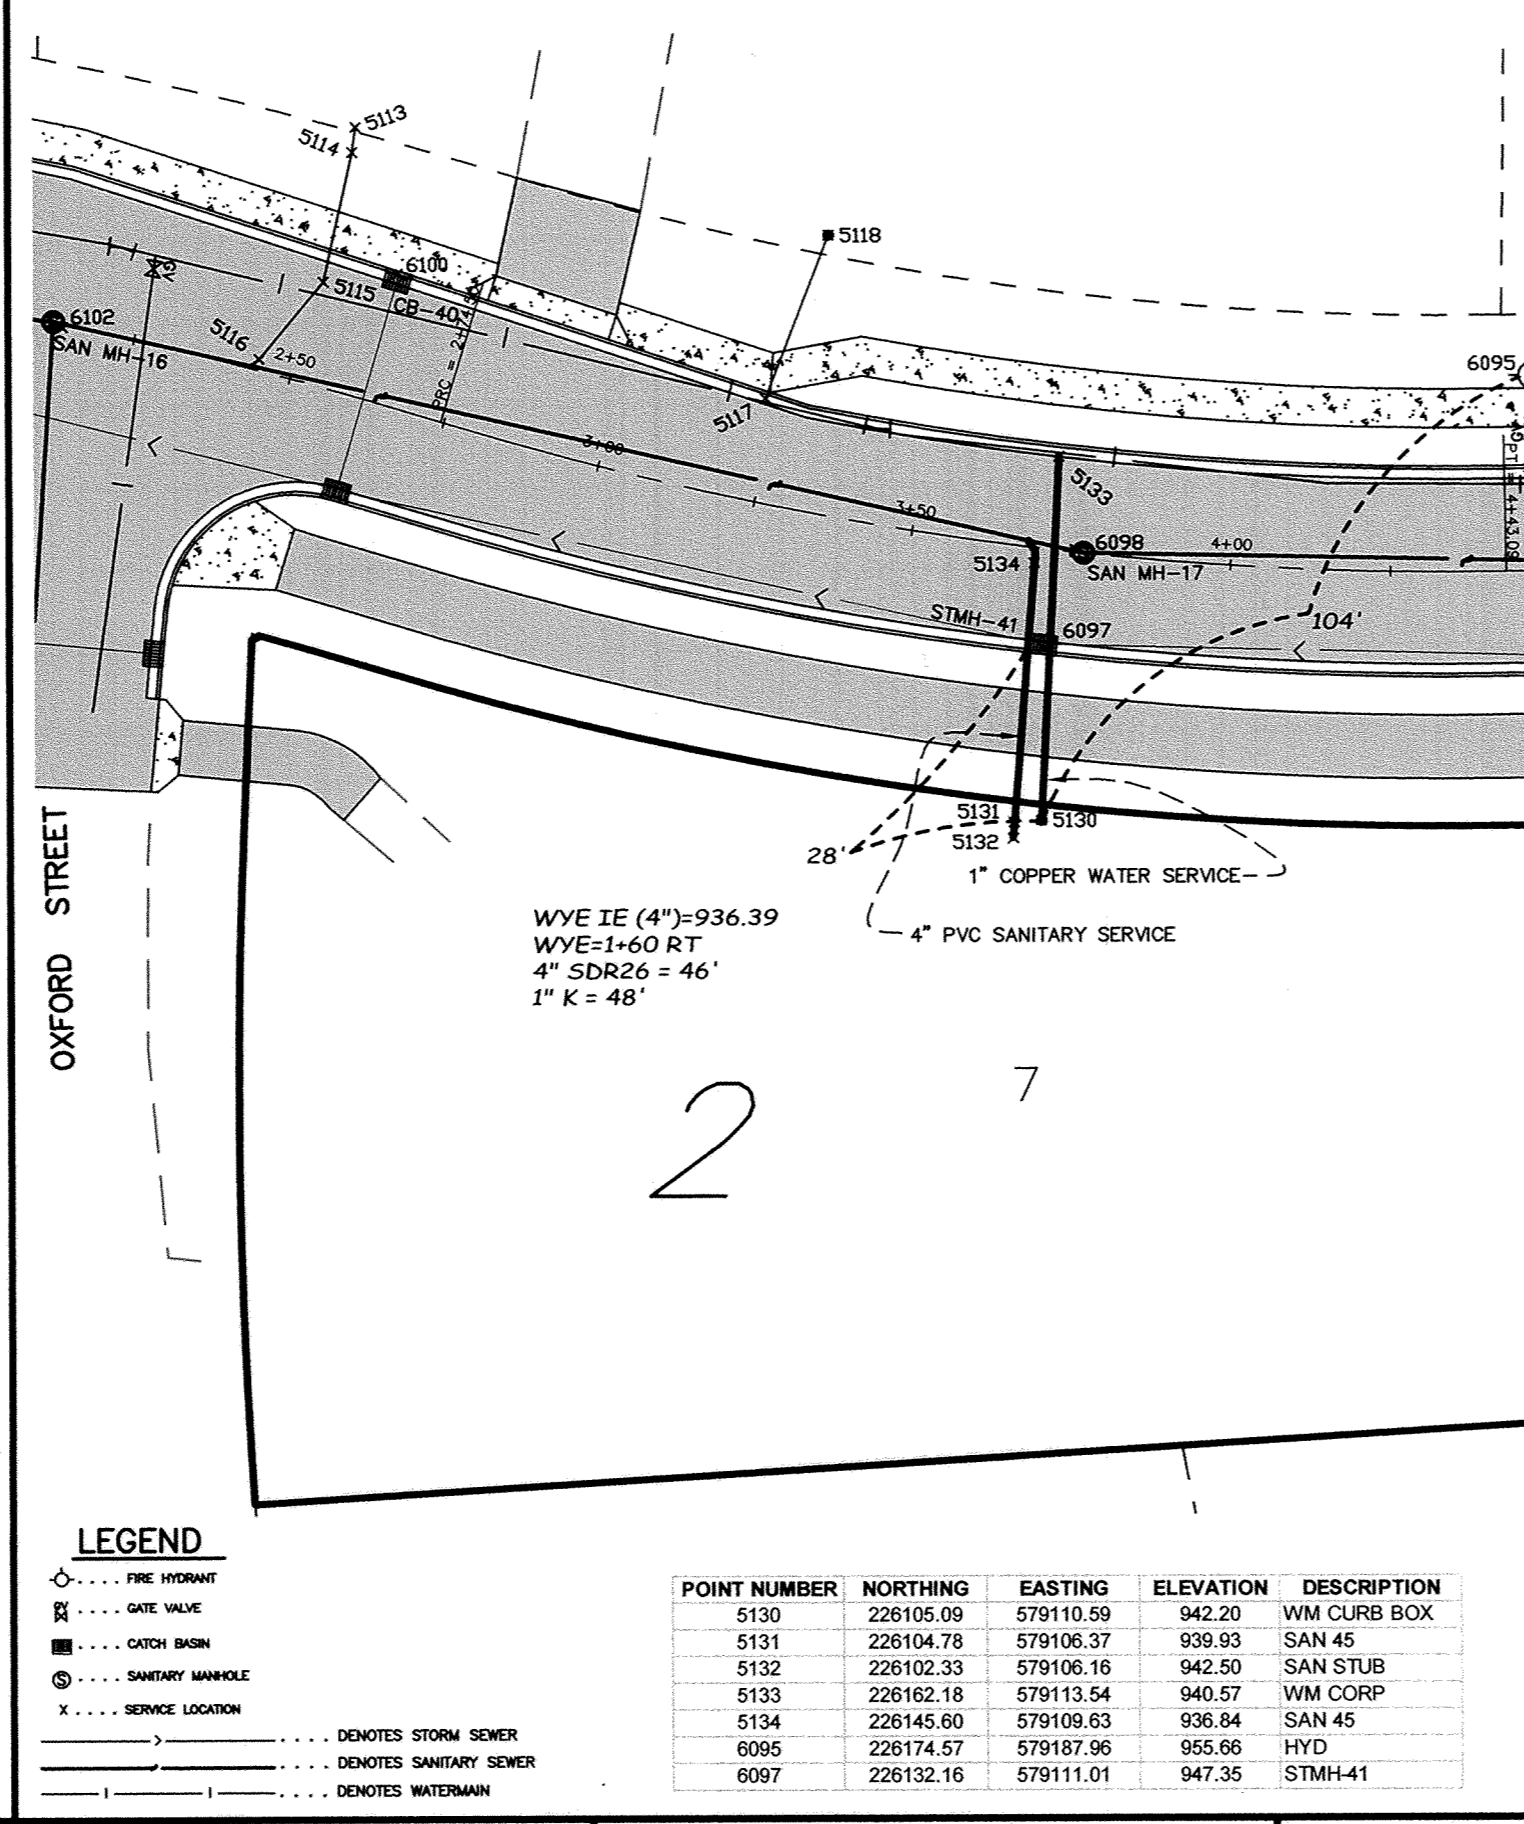 5113
5114
5118
6100
5115
CB-40
6102
SAN MH-16
5116
2+50
5117
6095
3+00
5133
3+50
6098
4+00
5134
SAN MH-17
PT = 4+43.09
STMH-41
6097
104'
5131
5130
5132
28'
1" COPPER WATER SERVICE
4" PVC SANITARY SERVICE
WYE IE (4")=936.39
WYE=1+60 RT
4" SDR26 = 46'
1" K = 48'
OXFORD STREET
2
7
LEGEND
.... FIRE HYDRANT
GV .... GATE VALVE
.... CATCH BASIN
S .... SANITARY MANHOLE
X .... SERVICE LOCATION
.... DENOTES STORM SEWER
.... DENOTES SANITARY SEWER
.... DENOTES WATERMAIN
POINT NUMBER NORTHING EASTING ELEVATION DESCRIPTION
5130 226105.09 579110.59 942.20 WM CURB BOX
5131 226104.78 579106.37 939.93 SAN 45
5132 226102.33 579106.16 942.50 SAN STUB
5133 226162.18 579113.54 940.57 WM CORP
5134 226145.60 579109.63 936.84 SAN 45
6095 226174.57 579187.96 955.66 HYD
6097 226132.16 579111.01 947.35 STMH-41